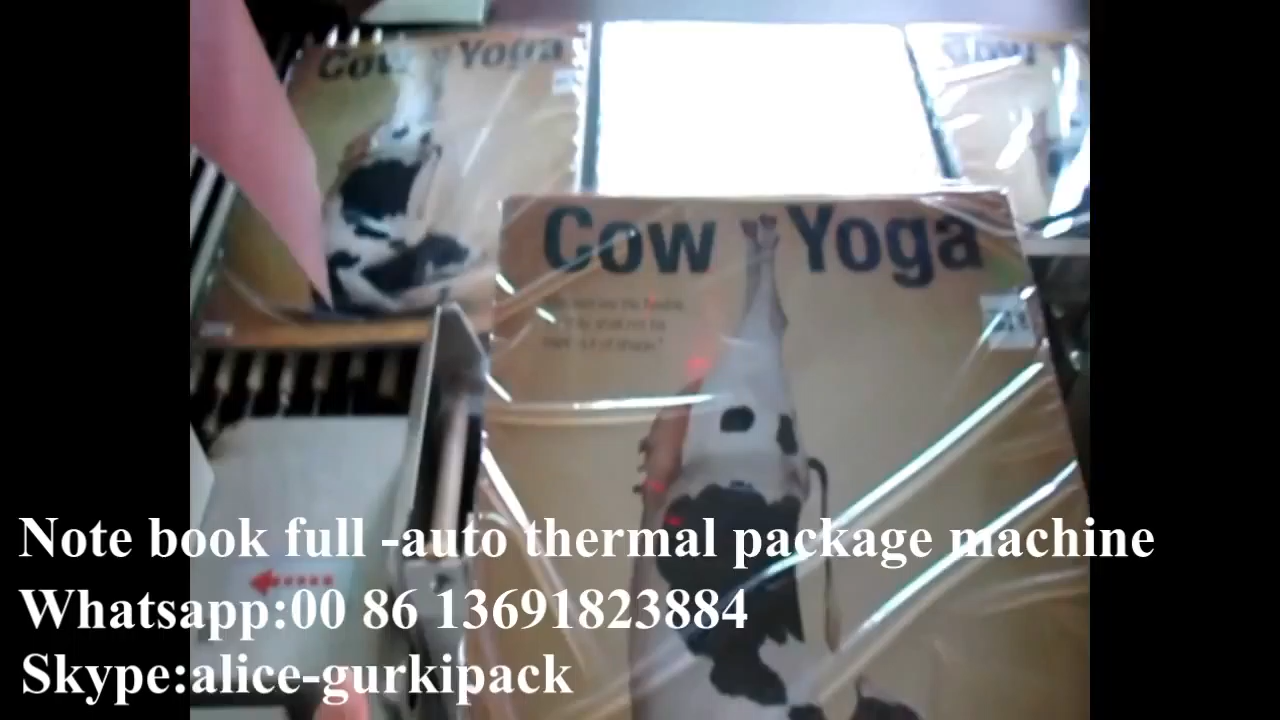 Cow Yoga
Cow Yoga
Note book full -auto thermal package machine
Whatsapp:00 86 13691823884
Skype:alice-gurkipack